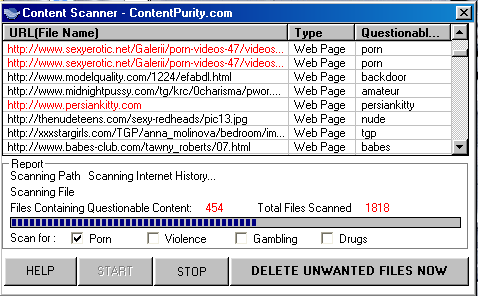 Content Scanner - ContentPurity.com
URL(File Name) Type Questionabl...
http://www.sexyerotic.net/Galerii/porn-videos-47/videos... Web Page porn
http://www.sexyerotic.net/Galerii/porn-videos-47/videos... Web Page porn
http://www.modelquality.com/1224/efabdl.html Web Page backdoor
http://www.midnightpussy.com/tg/krc/0charisma/pwor... Web Page amateur
http://www.persiankitty.com Web Page persiankitty
http://thenudeteens.com/sexy-redheads/pic13.jpg Web Page nude
http://xxxstargirls.com/TGP/anna_molinova/bedroom/im... Web Page tgp
http://www.babes-club.com/tawny_roberts/07.html Web Page babes
Report
Scanning Path Scanning Internet History...
Scanning File
Files Containing Questionable Content: 454 Total Files Scanned 1818
Scan for : Porn Violence Gambling Drugs
HELP START STOP DELETE UNWANTED FILES NOW